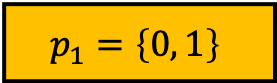 p₁ = {0, 1}